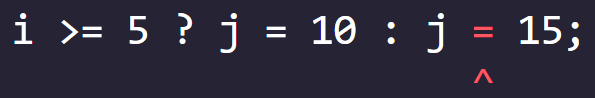 i >= 5 ? j = 10 : j = 15;
^